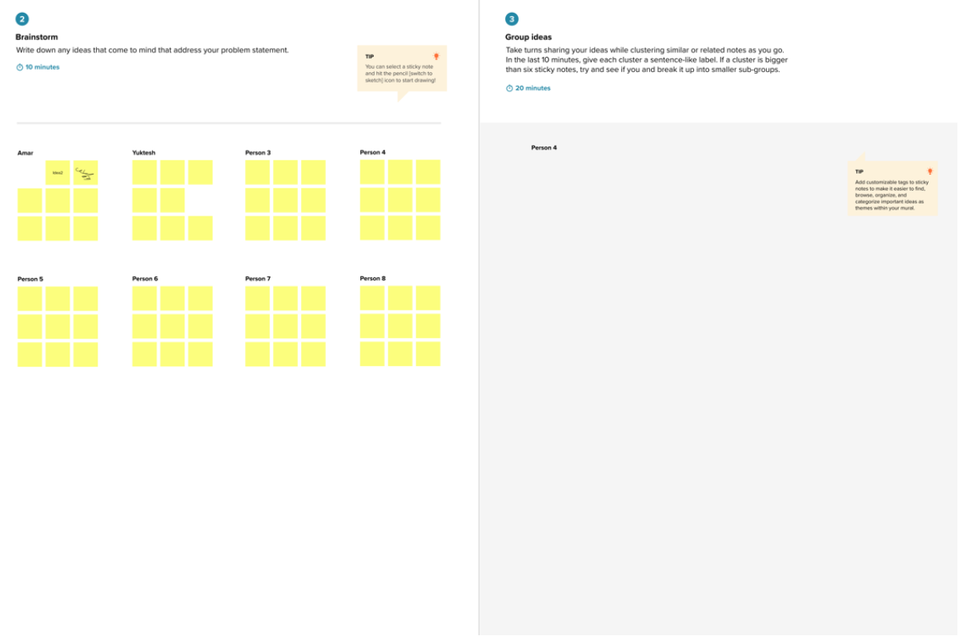 2
Brainstorm
Write down any ideas that come to mind that address your problem statement.
10 minutes
TIP
You can select a sticky note
and hit the pencil [switch to
sketch] icon to start drawing!
Amar
Yuktesh
Person 3
Person 4
Person 5
Person 6
Person 7
Person 8
3
Group ideas
Take turns sharing your ideas while clustering similar or related notes as you go.
In the last 10 minutes, give each cluster a sentence-like label. If a cluster is bigger
than six sticky notes, try and see if you and break it up into smaller sub-groups.
20 minutes
Person 4
TIP
Add customizable tags to sticky
notes to make it easier to find,
browse, organize, and
categorize important ideas as
themes within your mural.